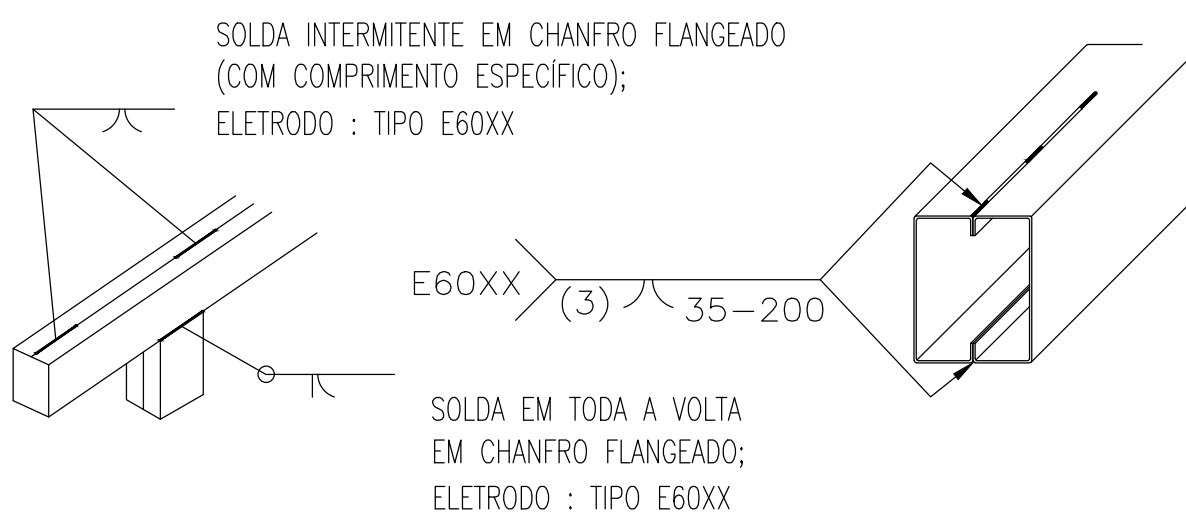 SOLDA INTERMITENTE EM CHANFRO FLANGEADO
(COM COMPRIMENTO ESPECÍFICO);
ELETRODO : TIPO E60XX
E60XX
(3)
35-200
SOLDA EM TODA A VOLTA
EM CHANFRO FLANGEADO;
ELETRODO : TIPO E60XX